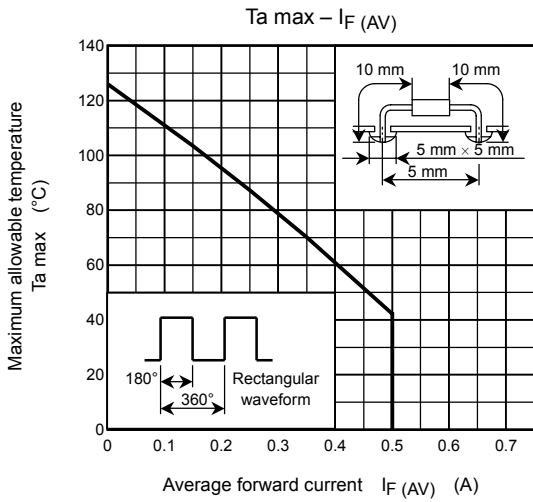 Ta max – IF (AV)
Maximum allowable temperature
Ta max (°C)
140
120
100
80
60
40
20
0
10 mm
10 mm
5 mm × 5 mm
5 mm
180°
360°
Rectangular
waveform
0
0.1
0.2
0.3
0.4
0.5
0.6
0.7
Average forward current IF (AV) (A)